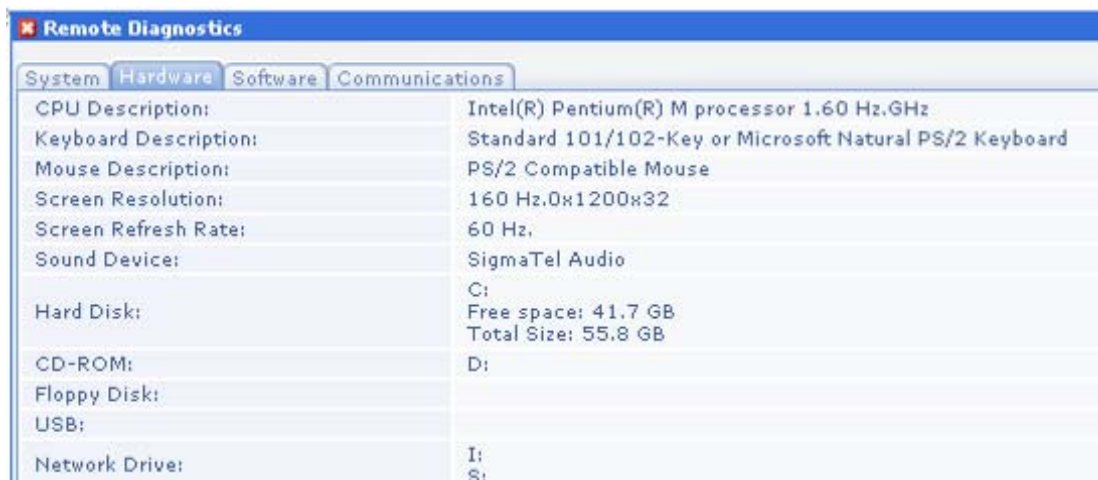 Remote Diagnostics
System Hardware Software Communications
CPU Description: Intel(R) Pentium(R) M processor 1.60 Hz.GHz
Keyboard Description: Standard 101/102-Key or Microsoft Natural PS/2 Keyboard
Mouse Description: PS/2 Compatible Mouse
Screen Resolution: 160 Hz.0x1200x32
Screen Refresh Rate: 60 Hz.
Sound Device: SigmaTel Audio
Hard Disk: C:
Free space: 41.7 GB
Total Size: 55.8 GB
CD-ROM: D:
Floppy Disk:
USB:
Network Drive: I:
S: